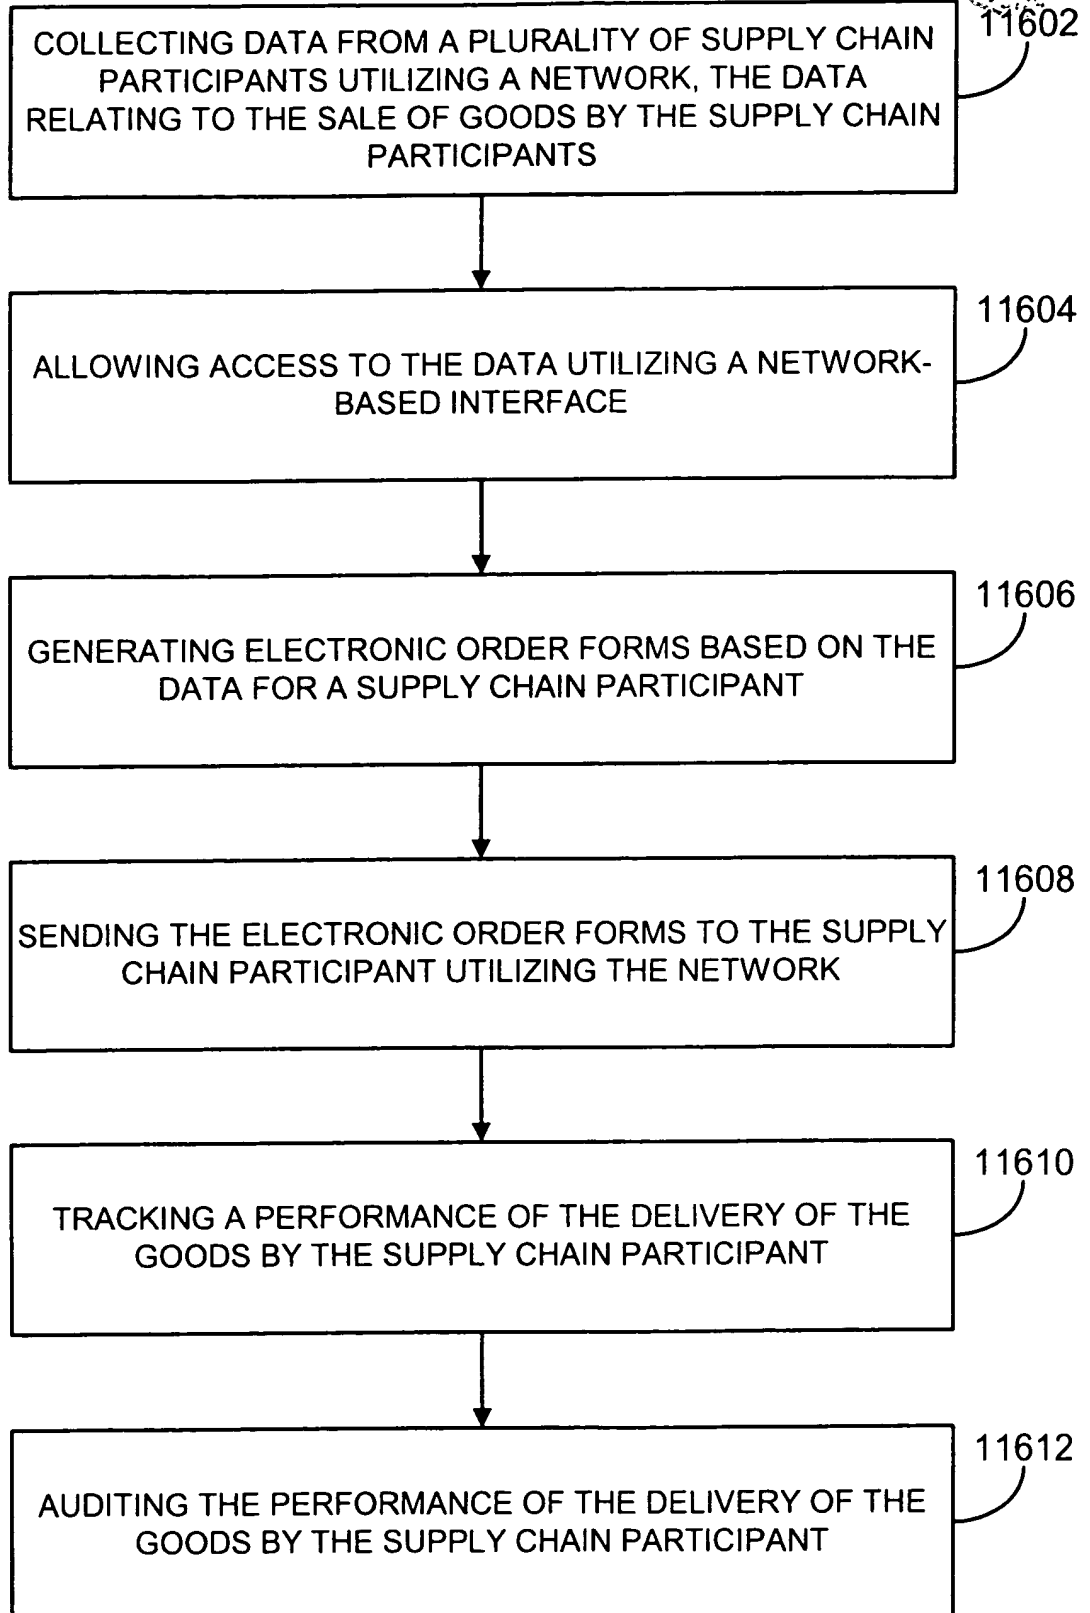 11602
COLLECTING DATA FROM A PLURALITY OF SUPPLY CHAIN
PARTICIPANTS UTILIZING A NETWORK, THE DATA
RELATING TO THE SALE OF GOODS BY THE SUPPLY CHAIN
PARTICIPANTS
11604
ALLOWING ACCESS TO THE DATA UTILIZING A NETWORK-
BASED INTERFACE
11606
GENERATING ELECTRONIC ORDER FORMS BASED ON THE
DATA FOR A SUPPLY CHAIN PARTICIPANT
11608
SENDING THE ELECTRONIC ORDER FORMS TO THE SUPPLY
CHAIN PARTICIPANT UTILIZING THE NETWORK
11610
TRACKING A PERFORMANCE OF THE DELIVERY OF THE
GOODS BY THE SUPPLY CHAIN PARTICIPANT
11612
AUDITING THE PERFORMANCE OF THE DELIVERY OF THE
GOODS BY THE SUPPLY CHAIN PARTICIPANT